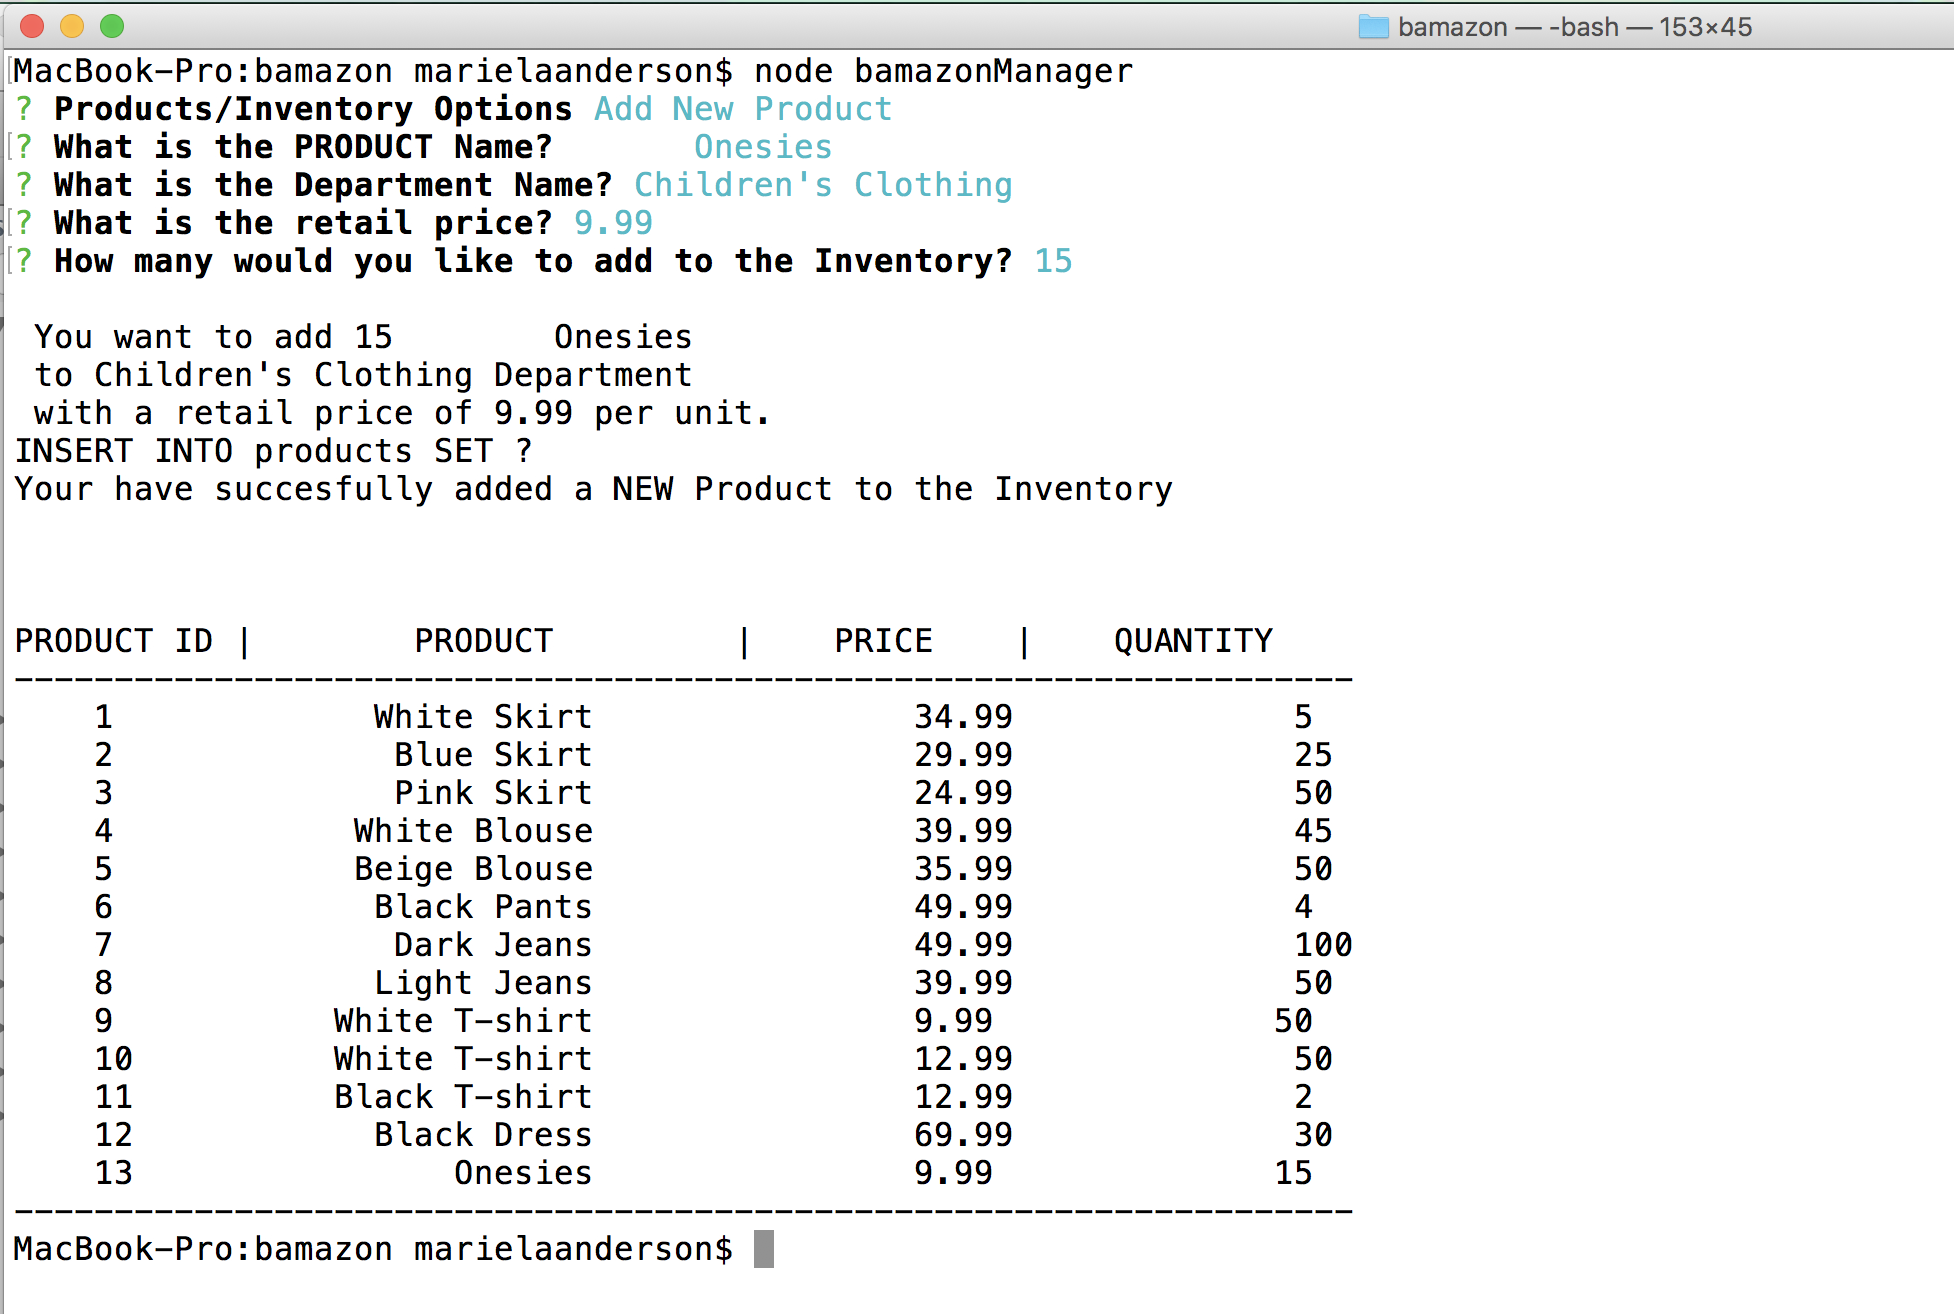 bamazon — -bash — 153×45
MacBook-Pro:bamazon marielaanderson$ node bamazonManager
? Products/Inventory Options Add New Product
? What is the PRODUCT Name?       Onesies
? What is the Department Name? Children's Clothing
? What is the retail price? 9.99
? How many would you like to add to the Inventory? 15
 You want to add 15        Onesies
 to Children's Clothing Department
 with a retail price of 9.99 per unit.
INSERT INTO products SET ?
Your have succesfully added a NEW Product to the Inventory
PRODUCT ID |        PRODUCT         |    PRICE    |    QUANTITY
-------------------------------------------------------------------
    1             White Skirt                34.99              5
    2              Blue Skirt                29.99              25
    3              Pink Skirt                24.99              50
    4            White Blouse                39.99              45
    5            Beige Blouse                35.99              50
    6             Black Pants                49.99              4
    7              Dark Jeans                49.99              100
    8             Light Jeans                39.99              50
    9           White T-shirt                9.99              50
    10          White T-shirt                12.99              50
    11          Black T-shirt                12.99              2
    12            Black Dress                69.99              30
    13                Onesies                9.99              15
-------------------------------------------------------------------
MacBook-Pro:bamazon marielaanderson$